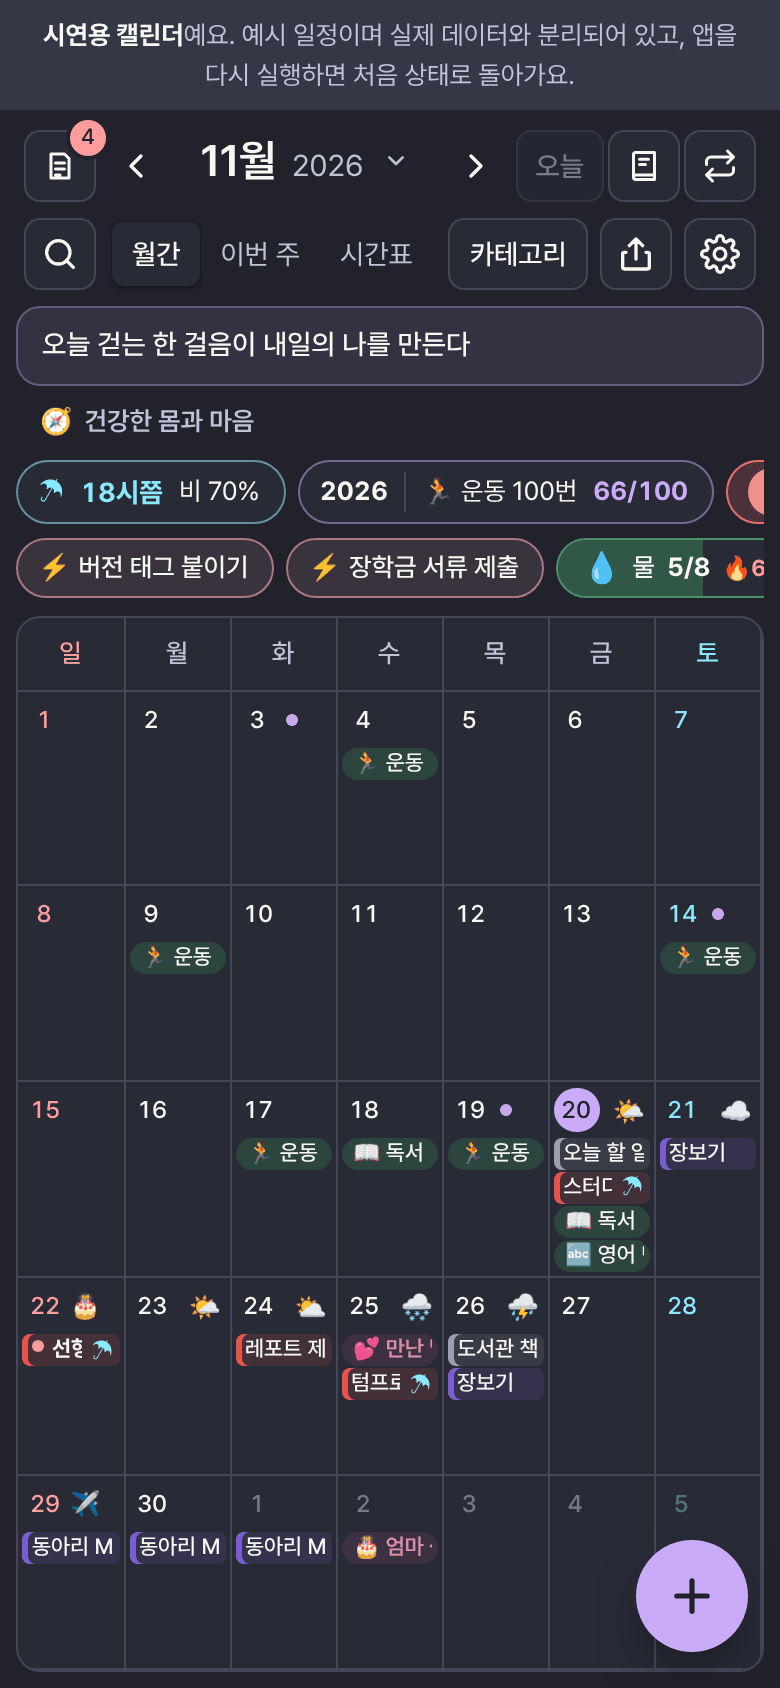 시연용 캘린더예요. 예시 일정이며 실제 데이터와 분리되어 있고, 앱을
다시 실행하면 처음 상태로 돌아가요.
4
11월 2026 오늘
월간 이번 주 시간표 카테고리
오늘 걷는 한 걸음이 내일의 나를 만든다
건강한 몸과 마음
18시쯤 비 70% 2026 운동 100번 66/100
버전 태그 붙이기 장학금 서류 제출 물 5/8 6
일 월 화 수 목 금 토
1 2 3 4 5 6 7
운동
8 9 10 11 12 13 14
운동 운동
15 16 17 18 19 20 21
운동 독서 운동 오늘 할 일 장보기
스터디
독서
abc 영어
22 23 24 25 26 27 28
레포트 제 만난 도서관 책
장보기
29 30 1 2 3 4 5
동아리 M 동아리 M 동아리 M 엄마